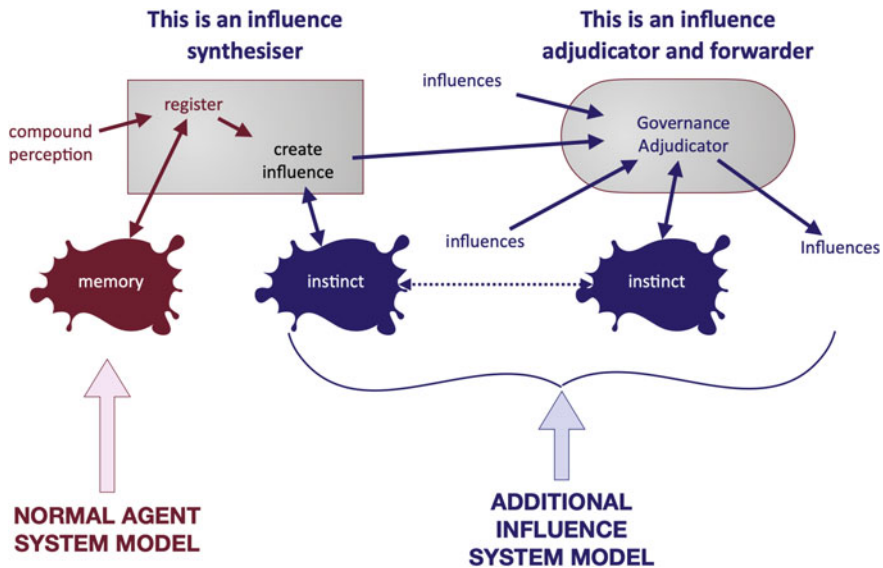 This is an influence
synthesiser
This is an influence
adjudicator and forwarder
influences
register
compound
perception
create
influence
Governance
Adjudicator
influences
Influences
memory
instinct
instinct
NORMAL AGENT
SYSTEM MODEL
ADDITIONAL
INFLUENCE
SYSTEM MODEL